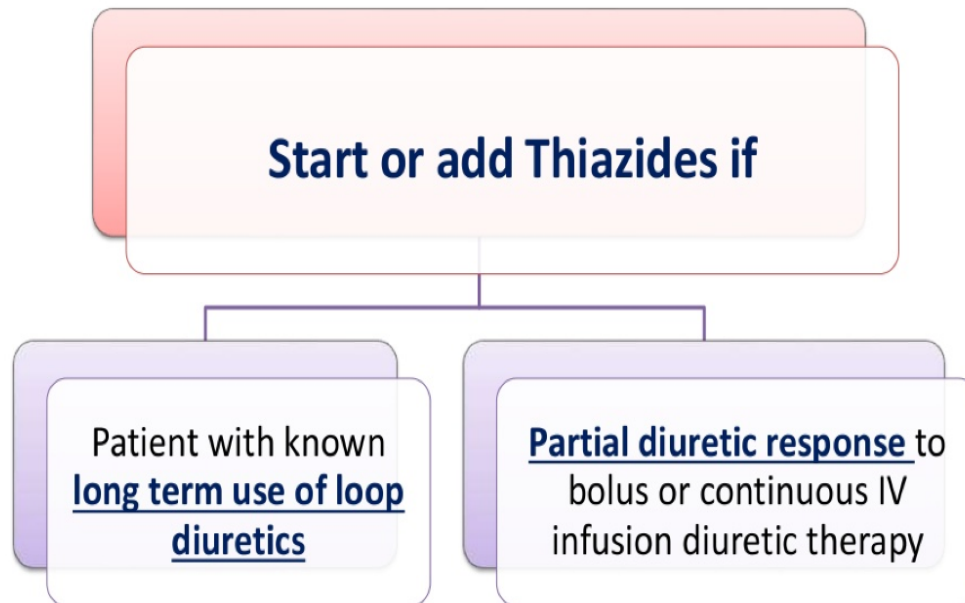 Start or add Thiazides if
Patient with known
long term use of loop
diuretics
Partial diuretic response to
bolus or continuous IV
infusion diuretic therapy